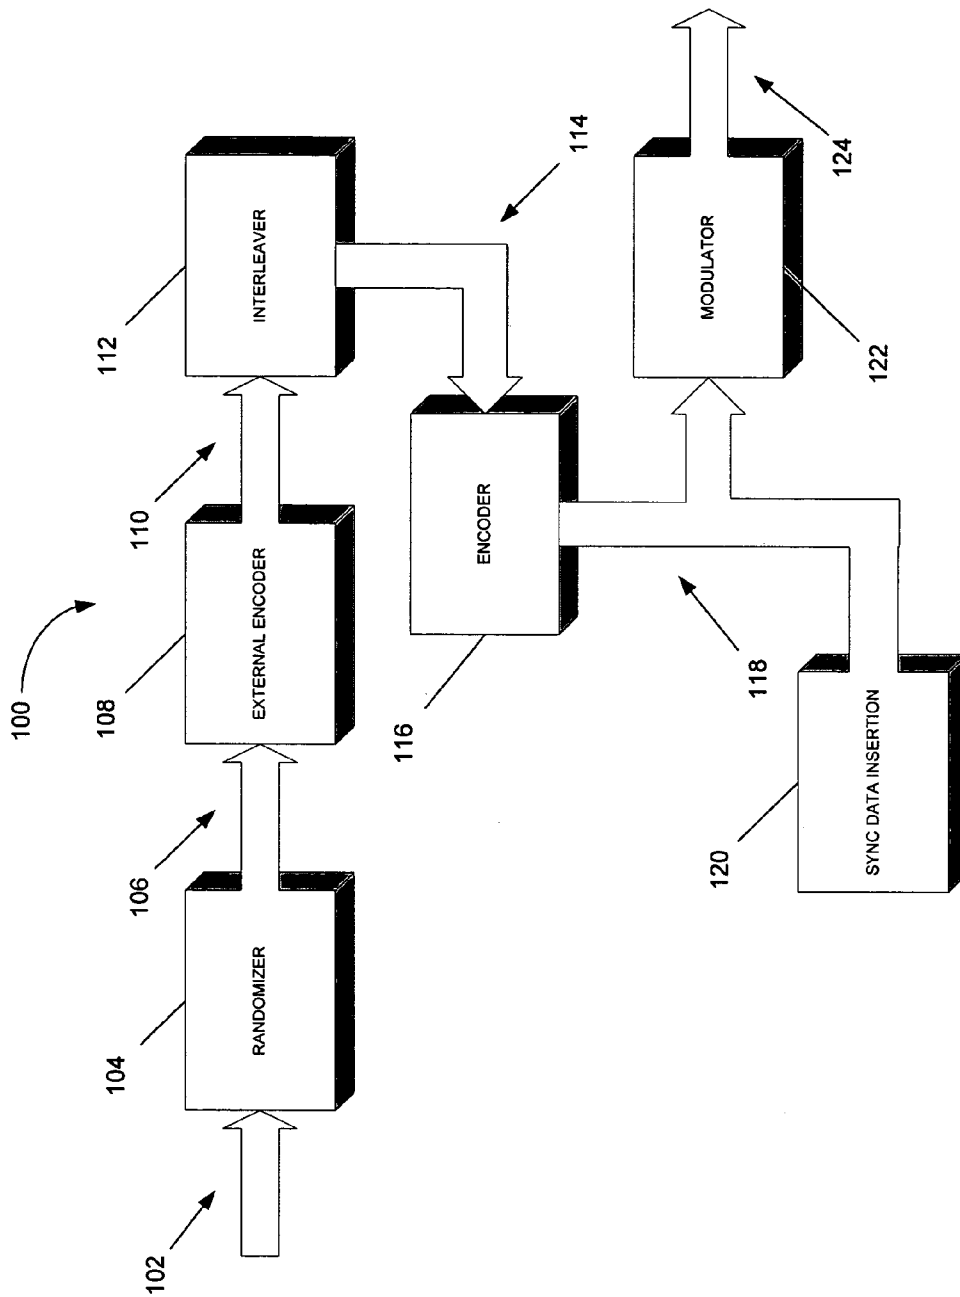 100
102
104
RANDOMIZER
106
108
EXTERNAL ENCODER
110
112
INTERLEAVER
114
116
ENCODER
118
120
SYNC DATA INSERTION
122
MODULATOR
124